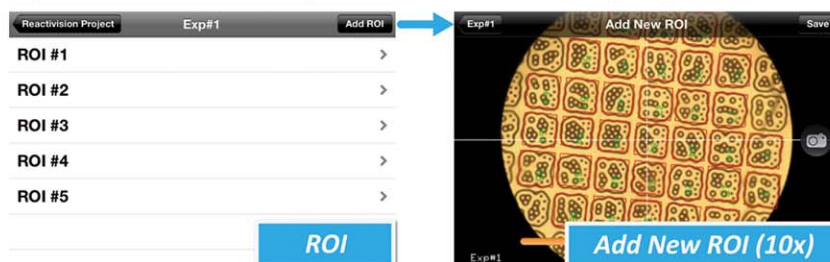 Reactivision Project
Exp#1
Add ROI
ROI #1
ROI #2
ROI #3
ROI #4
ROI #5
ROI
Exp#1
Add New ROI
Save
Exp#1
Add New ROI (10x)